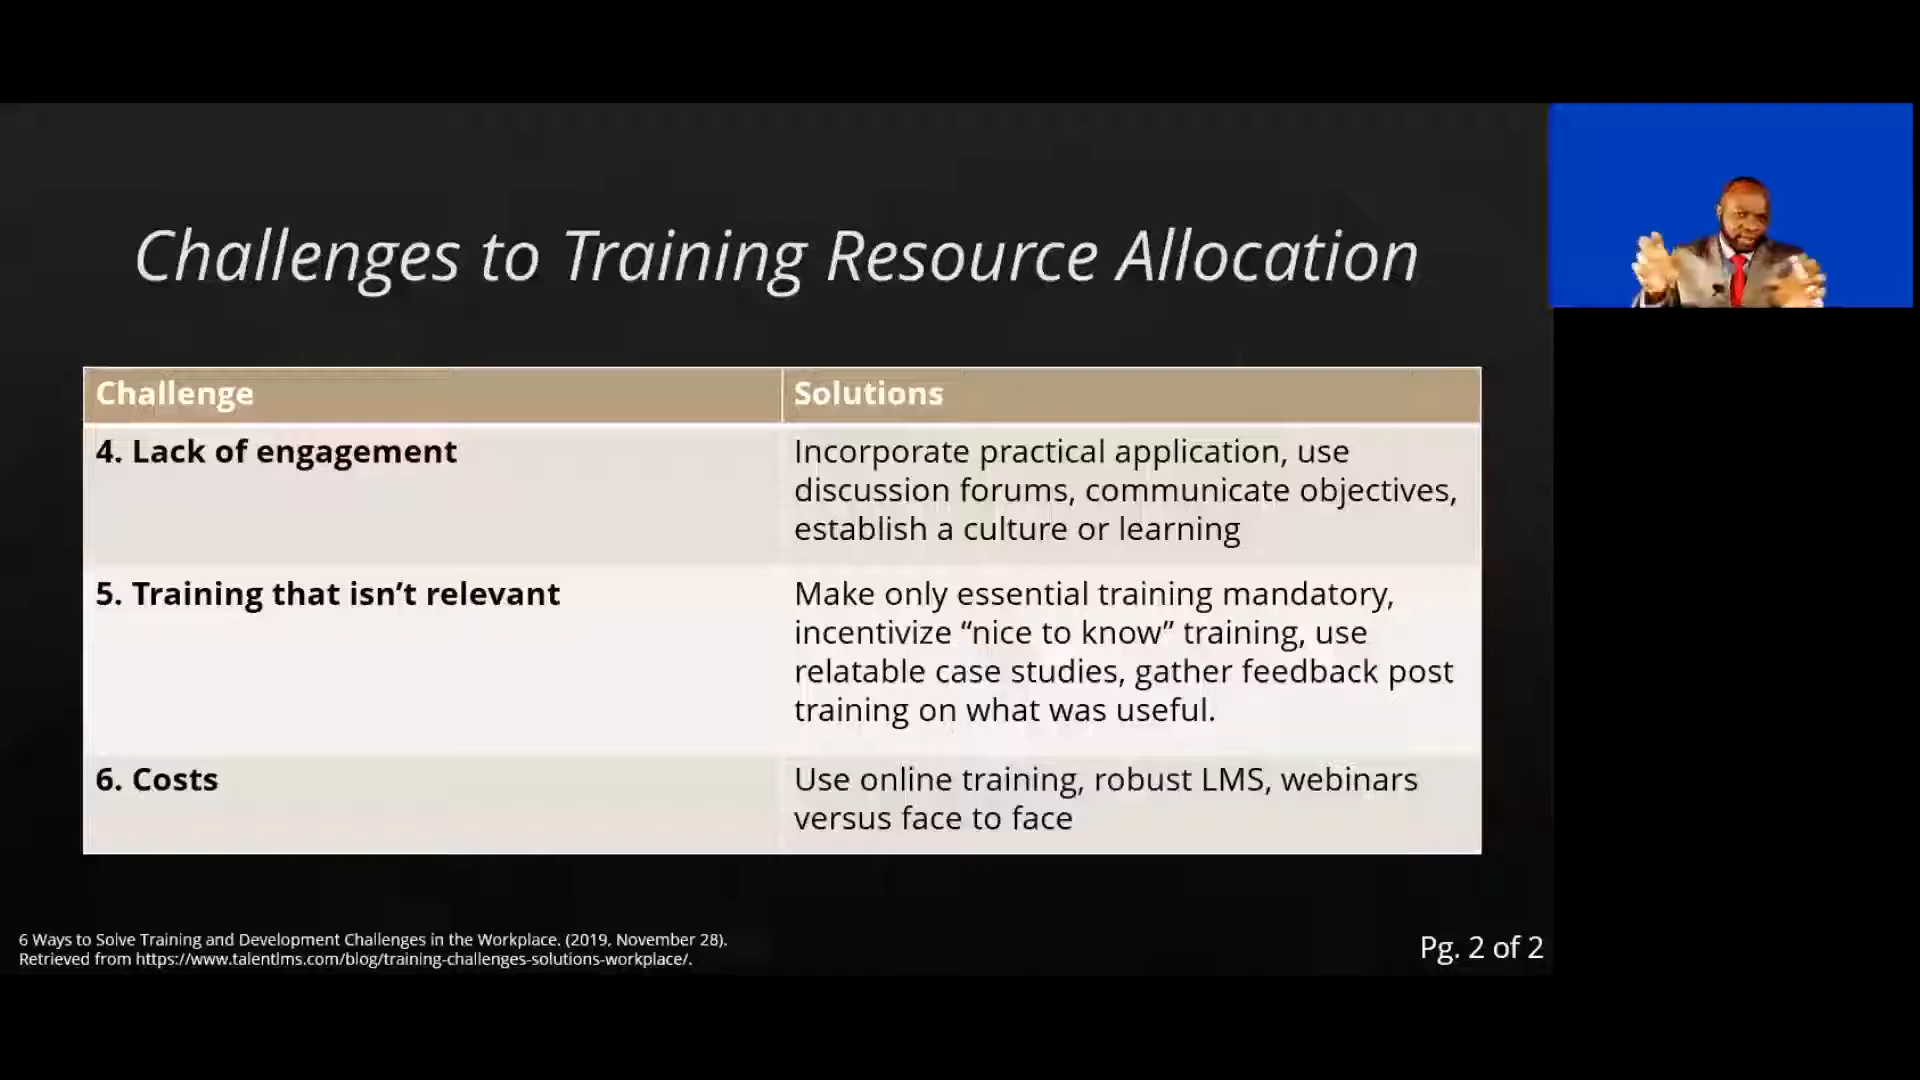 Challenges to Training Resource Allocation
Challenge
Solutions
4. Lack of engagement
Incorporate practical application, use
discussion forums, communicate objectives,
establish a culture or learning
5. Training that isn’t relevant
Make only essential training mandatory,
incentivize “nice to know” training, use
relatable case studies, gather feedback post
training on what was useful.
6. Costs
Use online training, robust LMS, webinars
versus face to face
6 Ways to Solve Training and Development Challenges in the Workplace. (2019, November 28).
Retrieved from https://www.talentlms.com/blog/training-challenges-solutions-workplace/.
Pg. 2 of 2